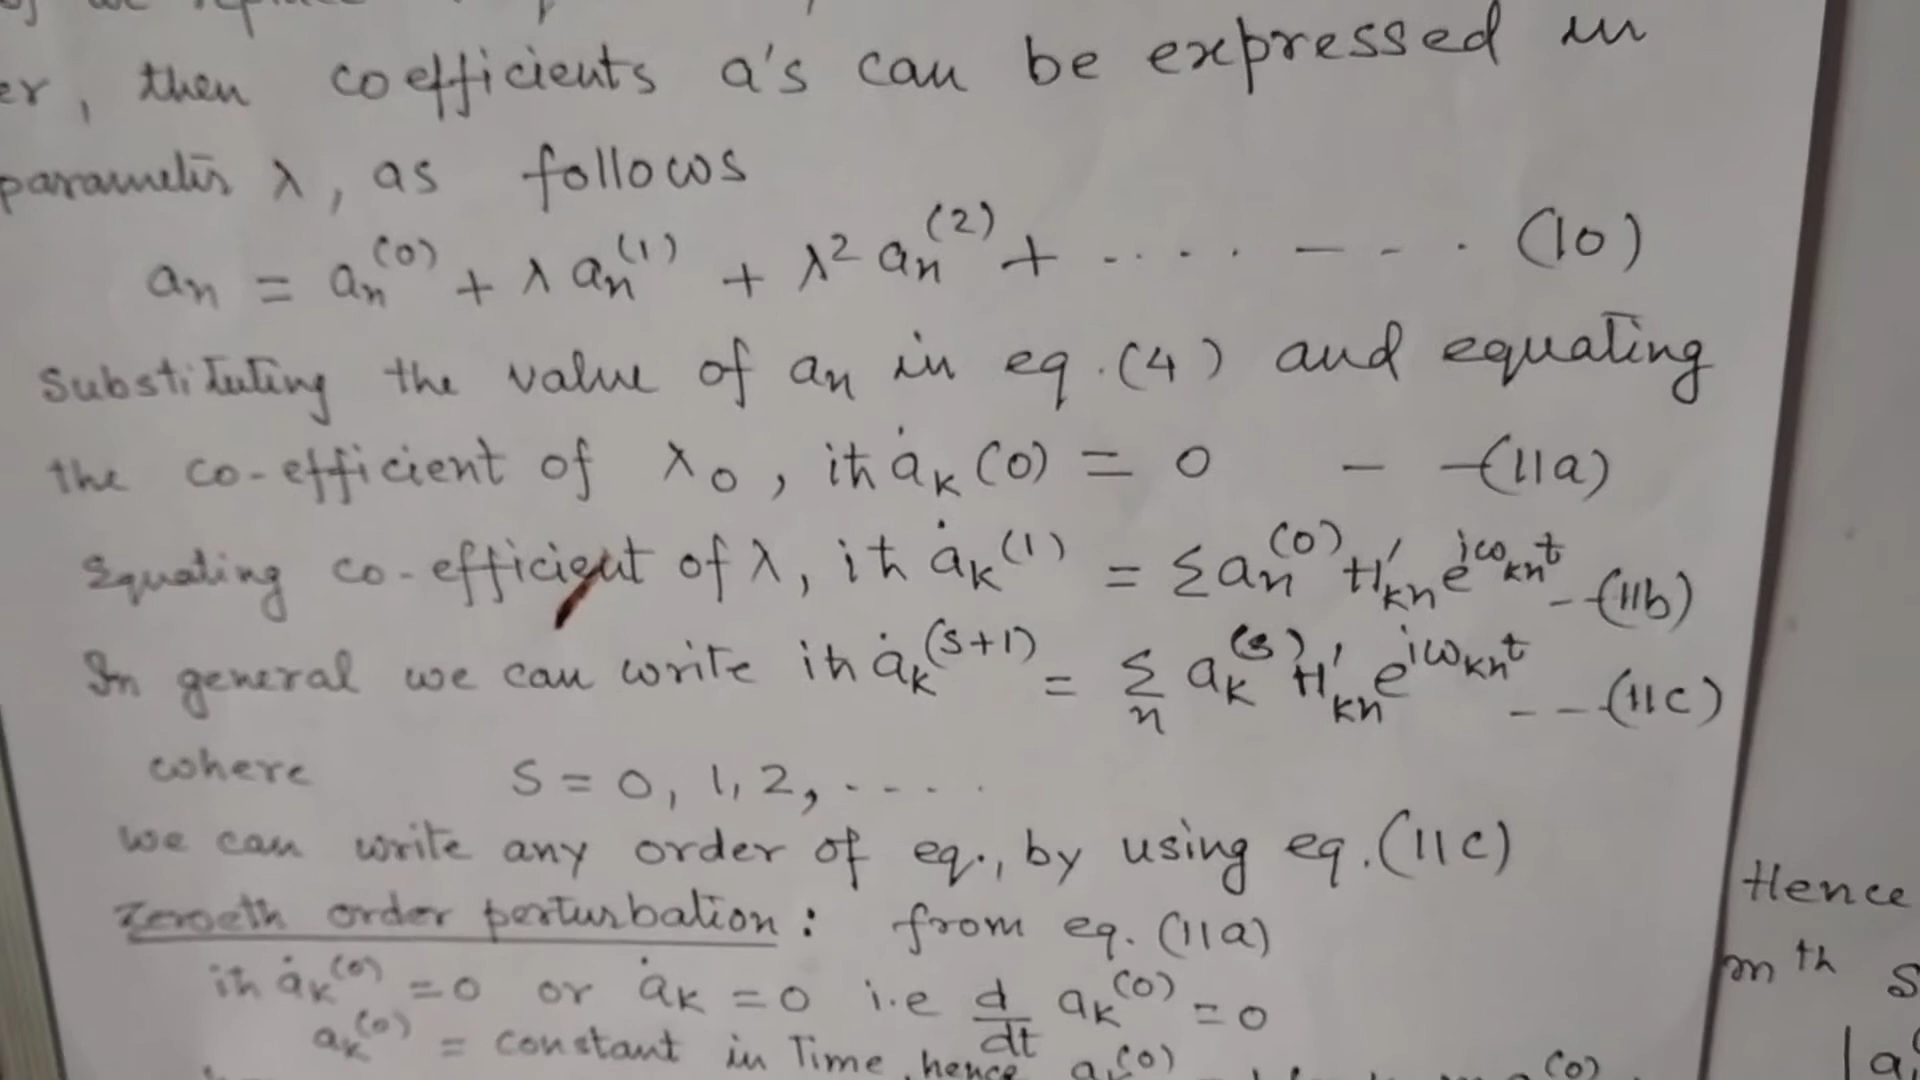 er, then coefficients a's can be expressed in
parameter λ, as follows
aₙ = aₙ⁽⁰⁾ + λ aₙ⁽¹⁾ + λ² aₙ⁽²⁾ + ···· – – - · (10)
Substituting the value of aₙ in eq.(4) and equating
the co-efficient of λ₀, iħ ȧₖ(0) = 0 – –(11a)
Equating co-efficient of λ, iħ ȧₖ⁽¹⁾ = Σaₙ⁽⁰⁾ H'ₖₙ e^{iωₖₙt} –(11b)
In general we can write iħ ȧₖ⁽ˢ⁺¹⁾ = Σₙ aₖ⁽ˢ⁾ H'ₖₙ e^{iωₖₙt} – –(11c)
where S = 0, 1, 2, - - - - .
we can write any order of eq., by using eq.(11c)
Zeroeth order perturbation : from eq. (11a)
iħ ȧₖ⁽⁰⁾ = 0 or ȧₖ = 0 i.e d/dt aₖ⁽⁰⁾ = 0
aₖ⁽⁰⁾ = constant in Time, hence
Hence
mᵗʰ s